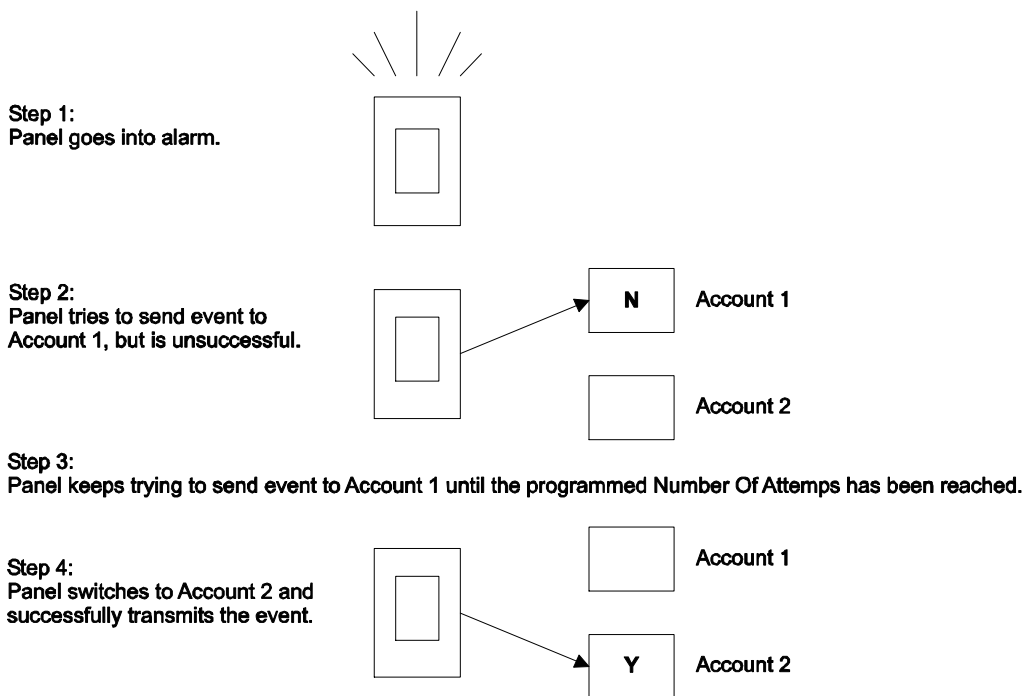 Step 1:
Panel goes into alarm.
Step 2:
Panel tries to send event to
Account 1, but is unsuccessful.
N
Account 1
Account 2
Step 3:
Panel keeps trying to send event to Account 1 until the programmed Number Of Attemps has been reached.
Step 4:
Panel switches to Account 2 and
successfully transmits the event.
Account 1
Y
Account 2